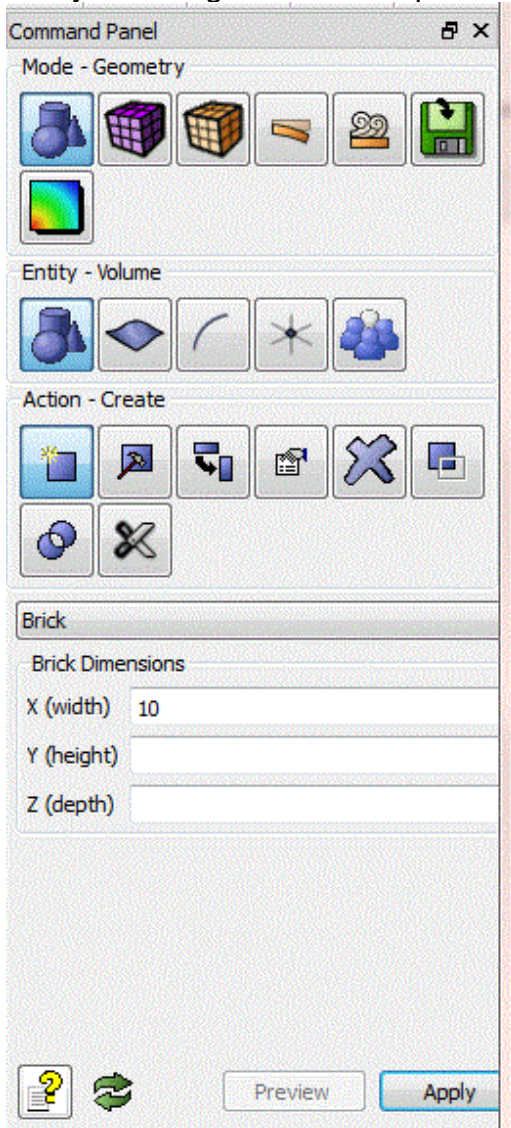 Command Panel
Mode - Geometry
Entity - Volume
Action - Create
Brick
Brick Dimensions
X (width) 10
Y (height)
Z (depth)
Preview Apply